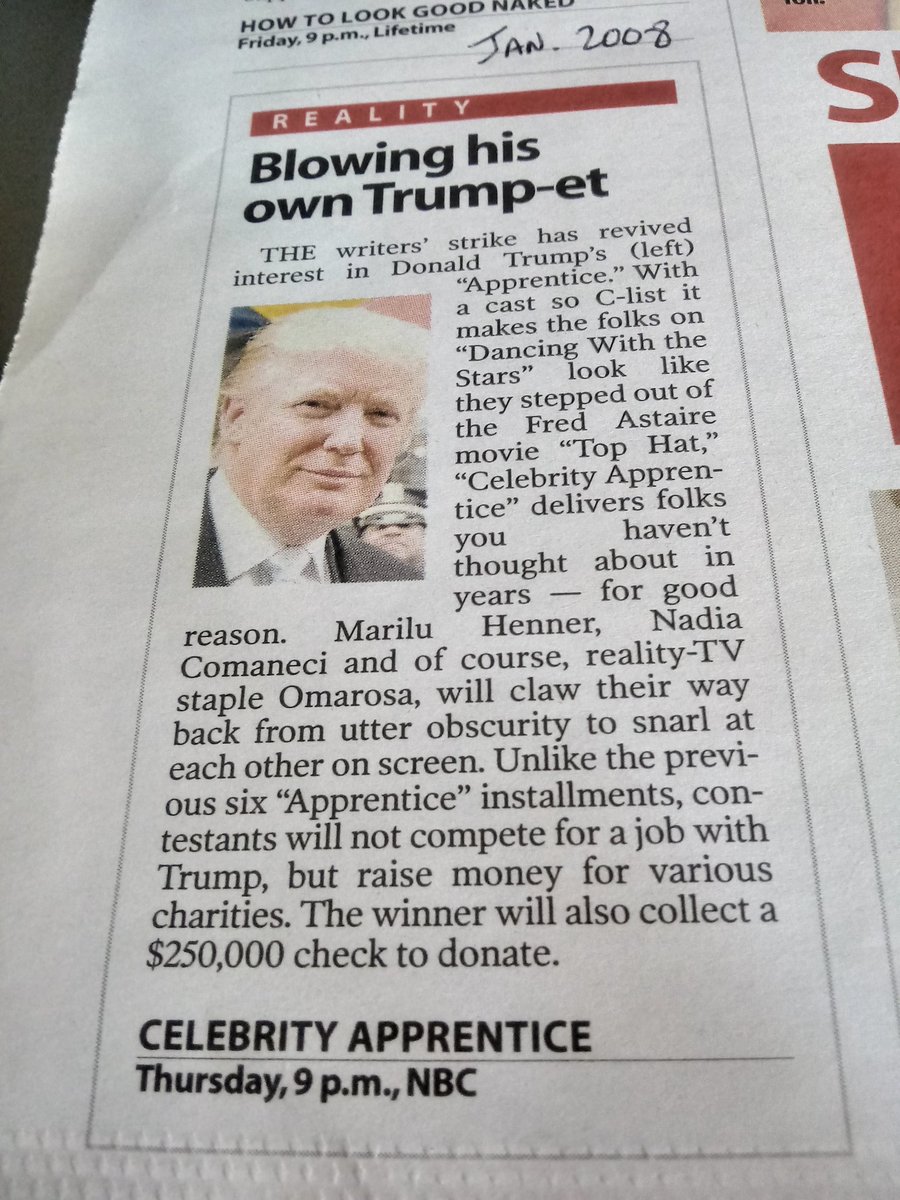 HOW TO LOOK GOOD NAKED
Friday, 9 p.m., Lifetime
JAN. 2008
REALITY
Blowing his
own Trump-et
THE writers' strike has revived
interest in Donald Trump's (left)
“Apprentice.” With
a cast so C-list it
makes the folks on
“Dancing With the
Stars” look like
they stepped out of
the Fred Astaire
movie “Top Hat,”
“Celebrity Appren-
tice” delivers folks
you haven't
thought about in
years — for good
reason. Marilu Henner, Nadia
Comaneci and of course, reality-TV
staple Omarosa, will claw their way
back from utter obscurity to snarl at
each other on screen. Unlike the previ-
ous six “Apprentice” installments, con-
testants will not compete for a job with
Trump, but raise money for various
charities. The winner will also collect a
$250,000 check to donate.
CELEBRITY APPRENTICE
Thursday, 9 p.m., NBC